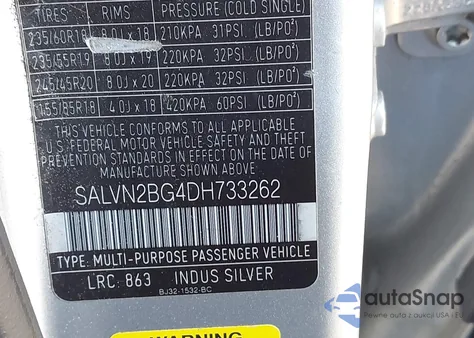 TIRES RIMS PRESSURE (COLD SINGLE)
235/60R18 8.0J x 18 210KPA 31PSI (LB/PO²)
235/55R19 8.0J x 19 220KPA 32PSI (LB/PO²)
245/45R20 8.0J x 20 220KPA 32PSI (LB/PO²)
155/85R18 4.0J x 18 420KPA 60PSI (LB/PO²)
THIS VEHICLE CONFORMS TO ALL APPLICABLE
U.S. FEDERAL MOTOR VEHICLE SAFETY AND
THEFT PREVENTION STANDARDS IN
EFFECT ON THE DATE OF
MANUFACTURE SHOWN ABOVE
SALVN2BG4DH733262
TYPE: MULTI-PURPOSE PASSENGER VEHICLE
LRC: 863 INDUS SILVER
BJ32-1532-BC
WARNING
autoSnap
Auto z aukcji USA i EU